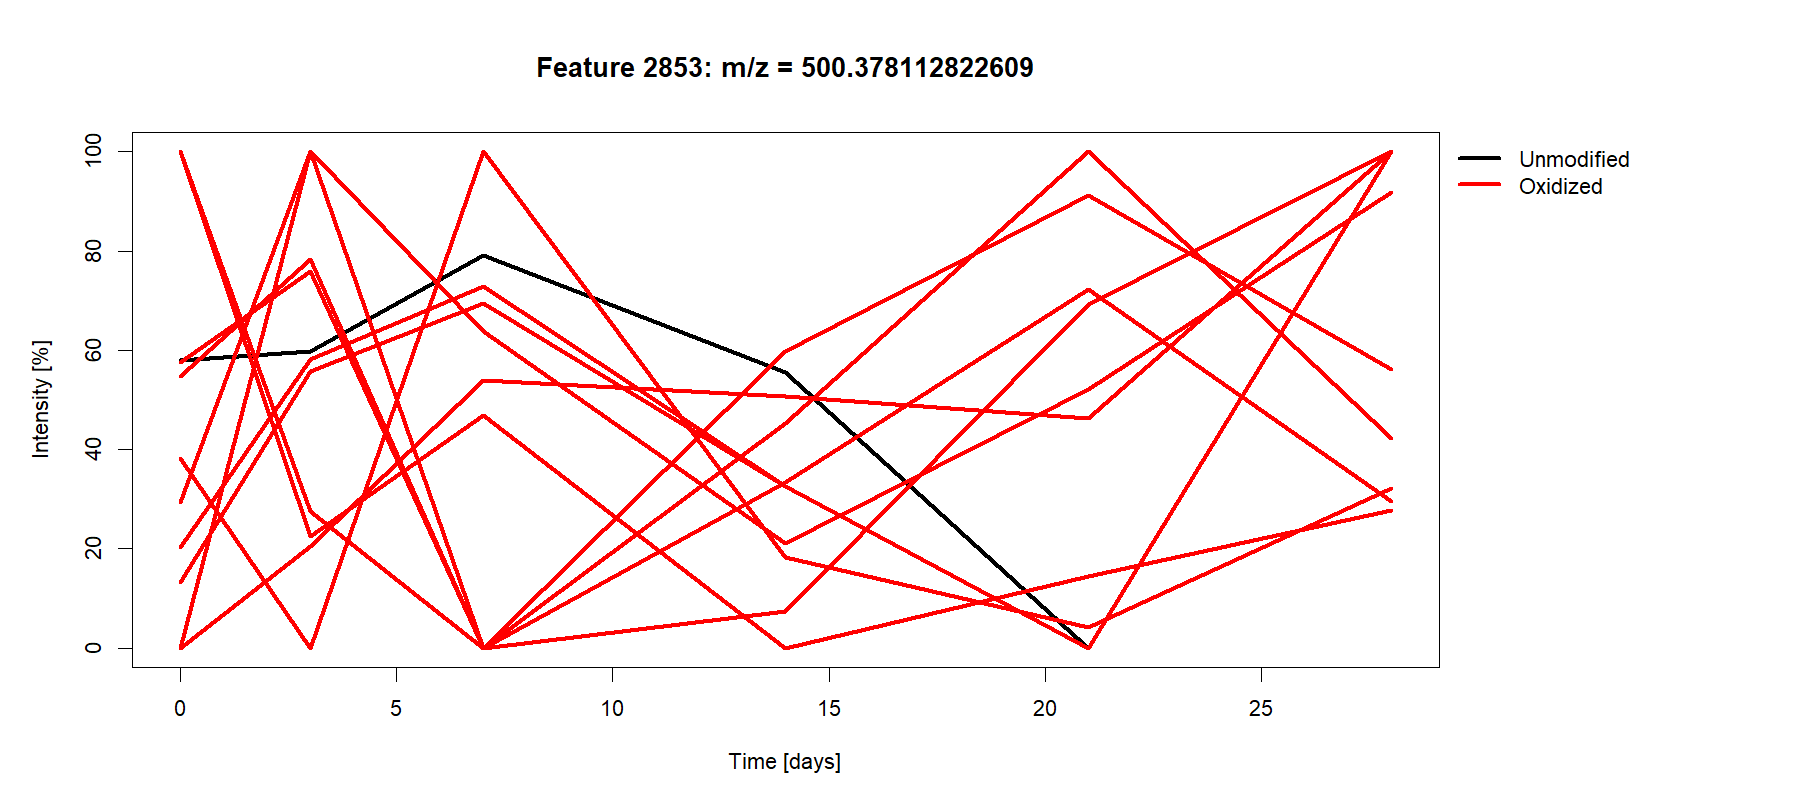 Feature 2853: m/z = 500.378112822609
Unmodified
Oxidized
Intensity [%]
100
80
60
40
20
0
0 5 10 15 20 25
Time [days]